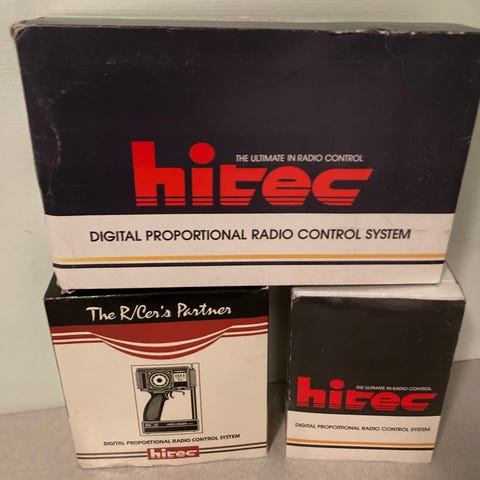 THE ULTIMATE IN RADIO CONTROL
hitec
DIGITAL PROPORTIONAL RADIO CONTROL SYSTEM
The R/Cer's Partner
DIGITAL PROPORTIONAL RADIO CONTROL SYSTEM
hitec
THE ULTIMATE IN RADIO CONTROL
hitec
DIGITAL PROPORTIONAL RADIO CONTROL SYSTEM